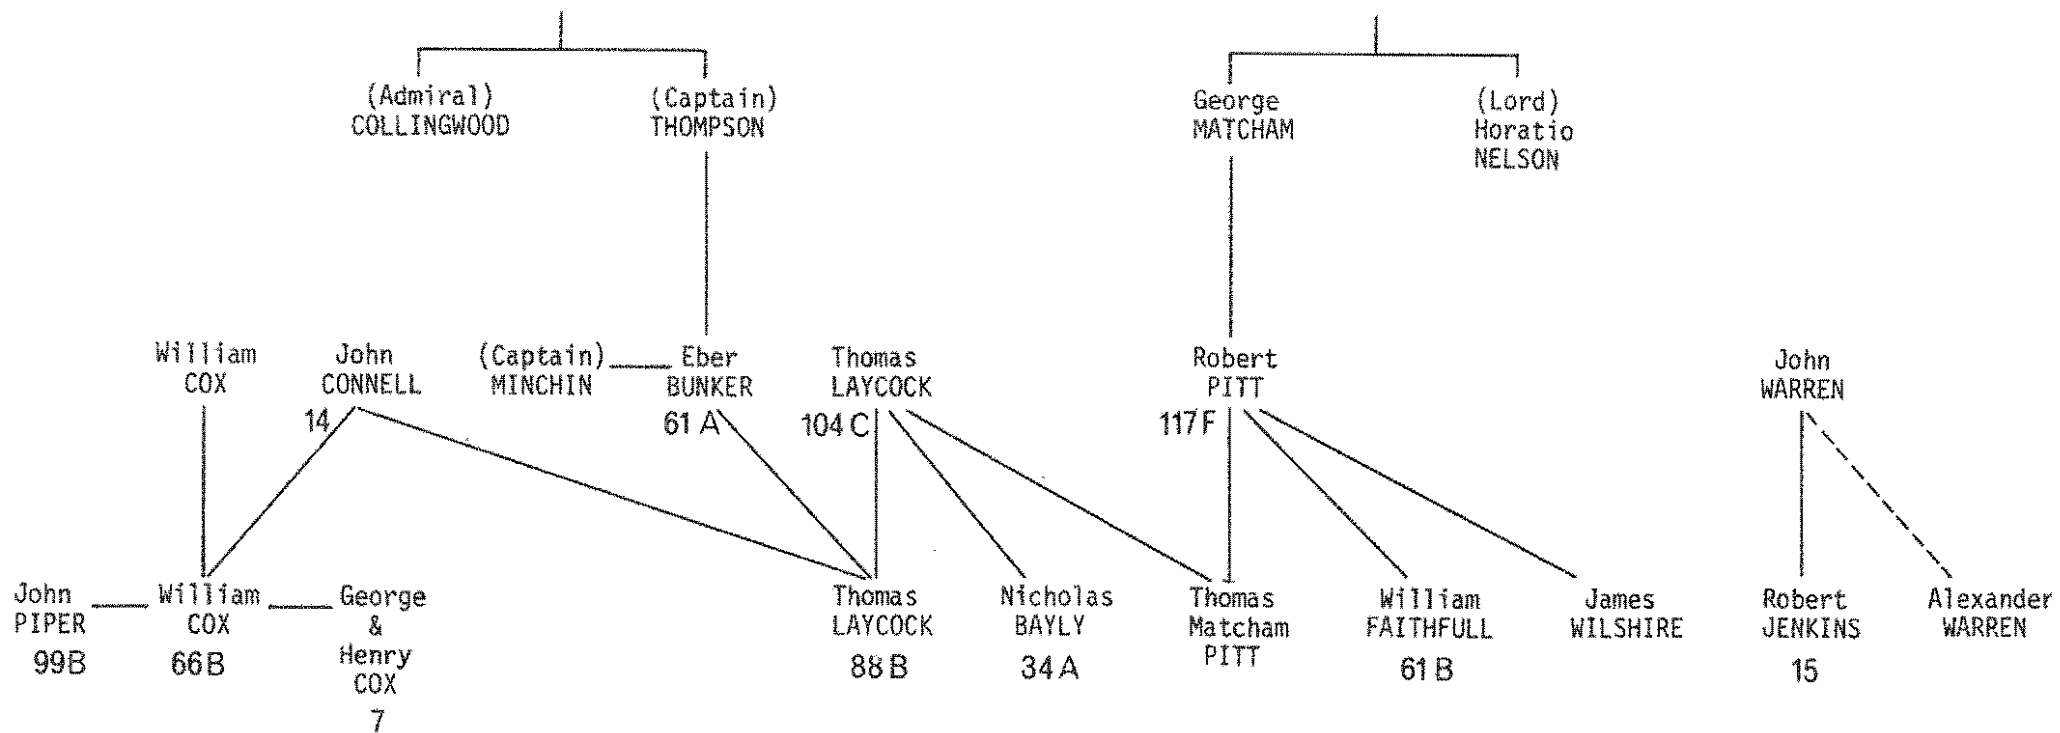 (Admiral)
COLLINGWOOD
(Captain)
THOMPSON
George
MATCHAM
(Lord)
Horatio
NELSON
William
COX
John
CONNELL
14
(Captain)
MINCHIN
Eber
BUNKER
61 A
Thomas
LAYCOCK
104 C
Robert
PITT
117 F
John
WARREN
John
PIPER
99B
William
COX
66B
George
&
Henry
COX
7
Thomas
LAYCOCK
88 B
Nicholas
BAYLY
34 A
Thomas
Matcham
PITT
William
FAITHFULL
61 B
James
WILSHIRE
Robert
JENKINS
15
Alexander
WARREN